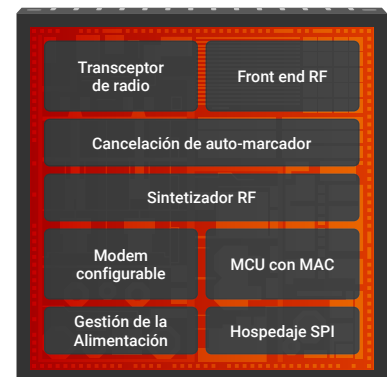 Transceptor
de radio
Front end RF
Cancelación de auto-marcador
Sintetizador RF
Modem
configurable
MCU con MAC
Gestión de la
Alimentación
Hospedaje SPI